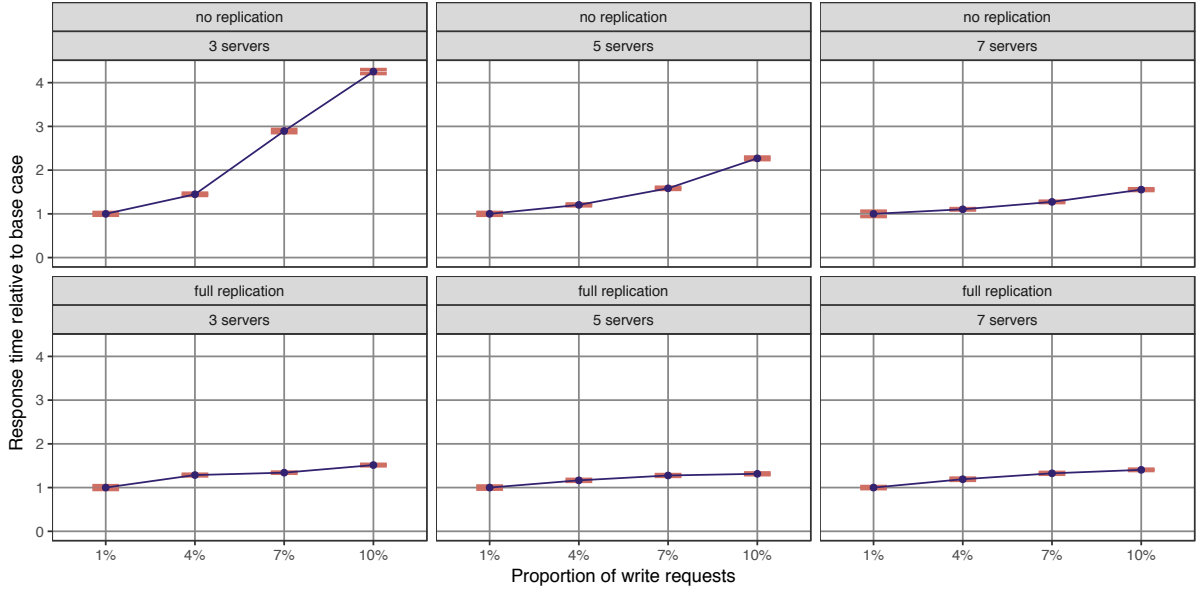 no replication
3 servers
no replication
5 servers
no replication
7 servers
4
3
2
1
0
full replication
3 servers
full replication
5 servers
full replication
7 servers
4
3
2
1
0
1% 4% 7% 10%
1% 4% 7% 10%
1% 4% 7% 10%
Proportion of write requests
Response time relative to base case